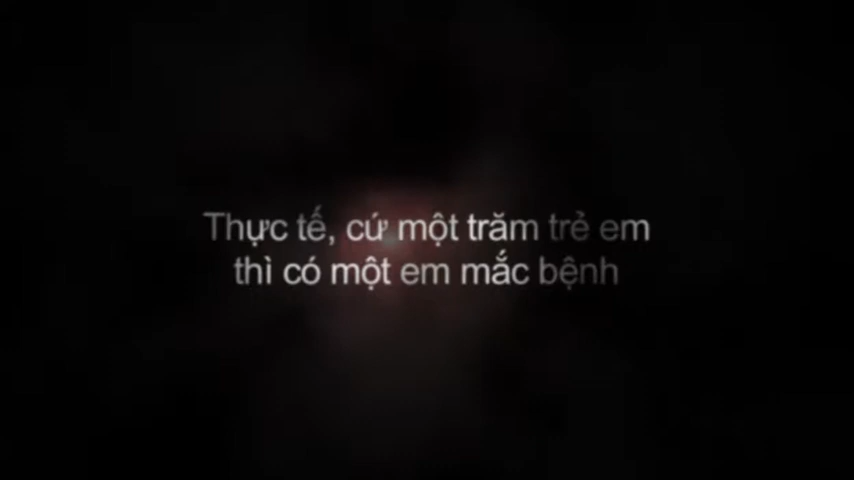 Thực tế, cứ một trăm trẻ em
thì có một em mắc bệnh